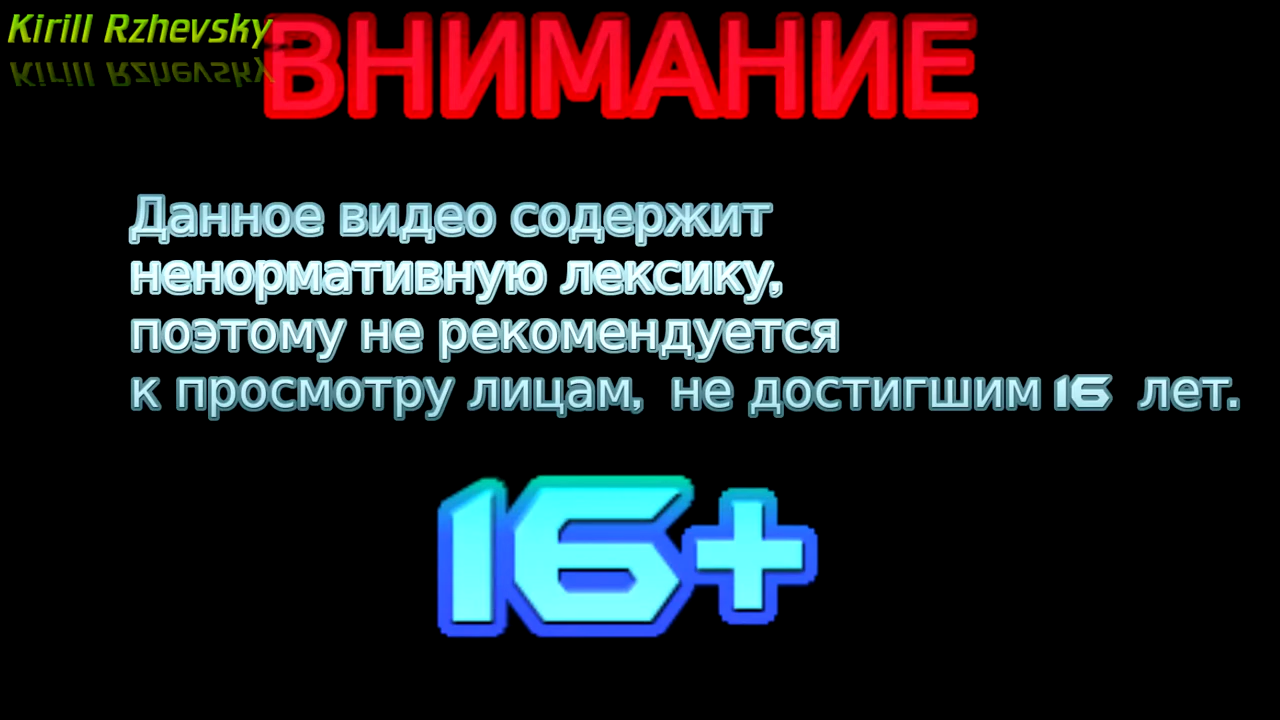 Kirill Rzhevsky
ВНИМАНИЕ
Данное видео содержит
ненормативную лексику,
поэтому не рекомендуется
к просмотру лицам, не достигшим 16 лет.
16+